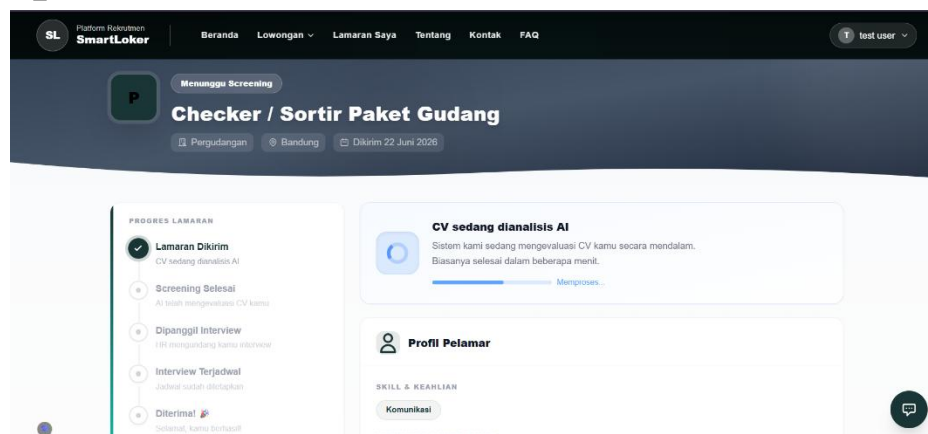 SL
Platform Rekrutmen
SmartLoker
Beranda
Lowongan
Lamaran Saya
Tentang
Kontak
FAQ
T
test user
P
Menunggu Screening
Checker / Sortir Paket Gudang
Pergudangan
Bandung
Dikirim 22 Juni 2026
PROGRES LAMARAN
Lamaran Dikirim
CV sedang dianalisis AI
Screening Selesai
AI telah mengevaluasi CV kamu
Dipanggil Interview
HR mengundang kamu interview
Interview Terjadwal
Jadwal sudah ditetapkan
Diterima! 🎉
Selamat, kamu berhasil!
CV sedang dianalisis AI
Sistem kami sedang mengevaluasi CV kamu secara mendalam.
Biasanya selesai dalam beberapa menit.
Memproses...
Profil Pelamar
SKILL & KEAHLIAN
Komunikasi